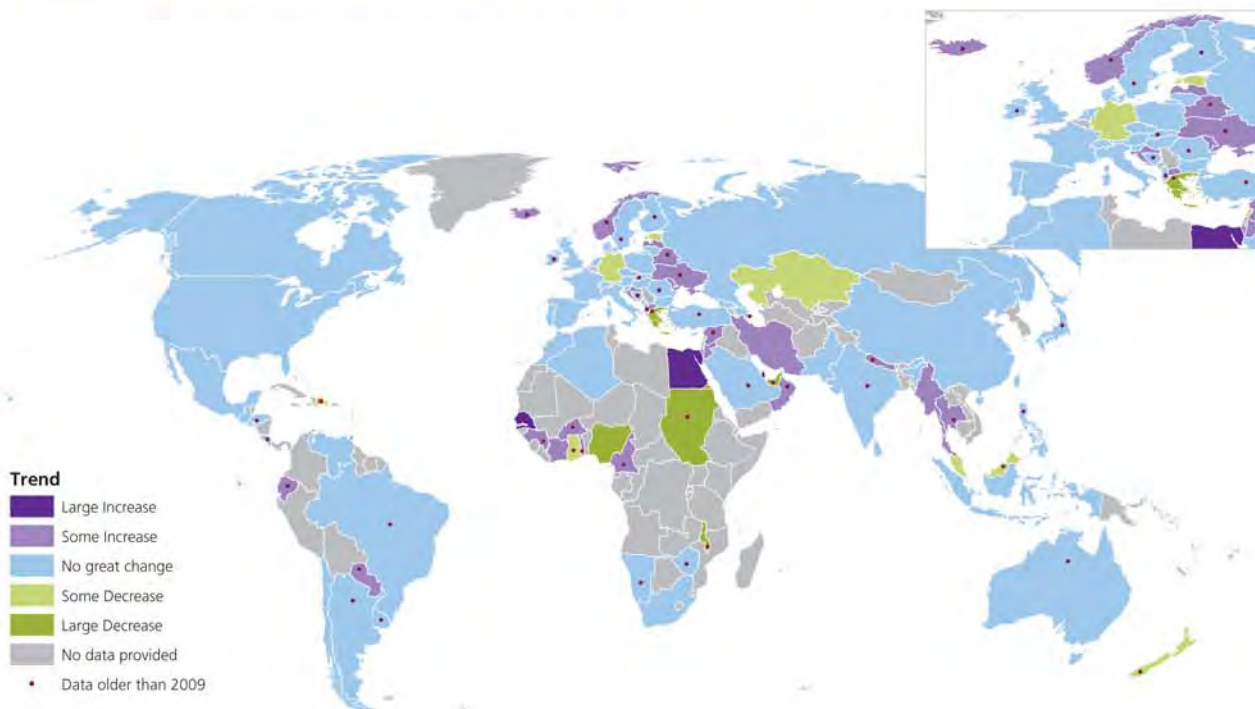 Trend
Large Increase
Some Increase
No great change
Some Decrease
Large Decrease
No data provided
Data older than 2009